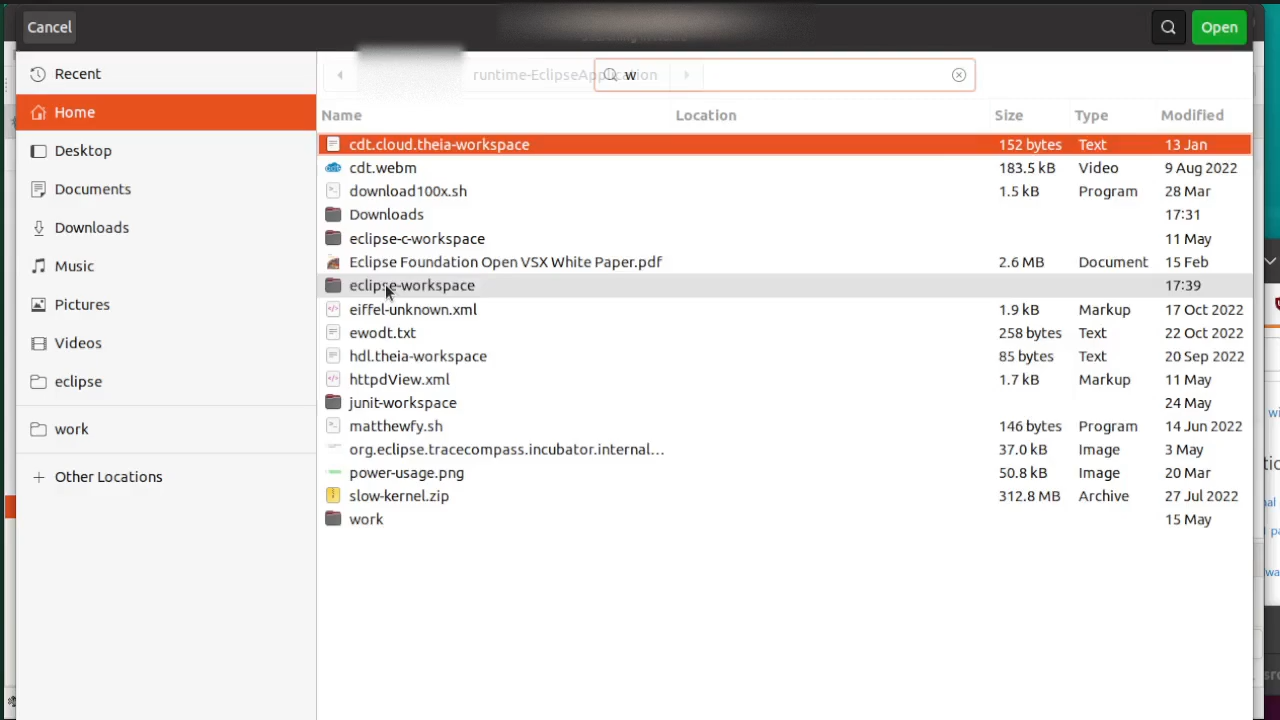 Cancel
Open
Recent
Home
Desktop
Documents
Downloads
Music
Pictures
Videos
eclipse
work
Other Locations
runtime-EclipseApplication
w
Name Location Size Type Modified
cdt.cloud.theia-workspace 152 bytes Text 13 Jan
cdt.webm 183.5 kB Video 9 Aug 2022
download100x.sh 1.5 kB Program 28 Mar
Downloads 17:31
eclipse-c-workspace 11 May
Eclipse Foundation Open VSX White Paper.pdf 2.6 MB Document 15 Feb
eclipse-workspace 17:39
eiffel-unknown.xml 1.9 kB Markup 17 Oct 2022
ewodt.txt 258 bytes Text 22 Oct 2022
hdl.theia-workspace 85 bytes Text 20 Sep 2022
httpdView.xml 1.7 kB Markup 11 May
junit-workspace 24 May
matthewfy.sh 146 bytes Program 14 Jun 2022
org.eclipse.tracecompass.incubator.internal… 37.0 kB Image 3 May
power-usage.png 50.8 kB Image 20 Mar
slow-kernel.zip 312.8 MB Archive 27 Jul 2022
work 15 May